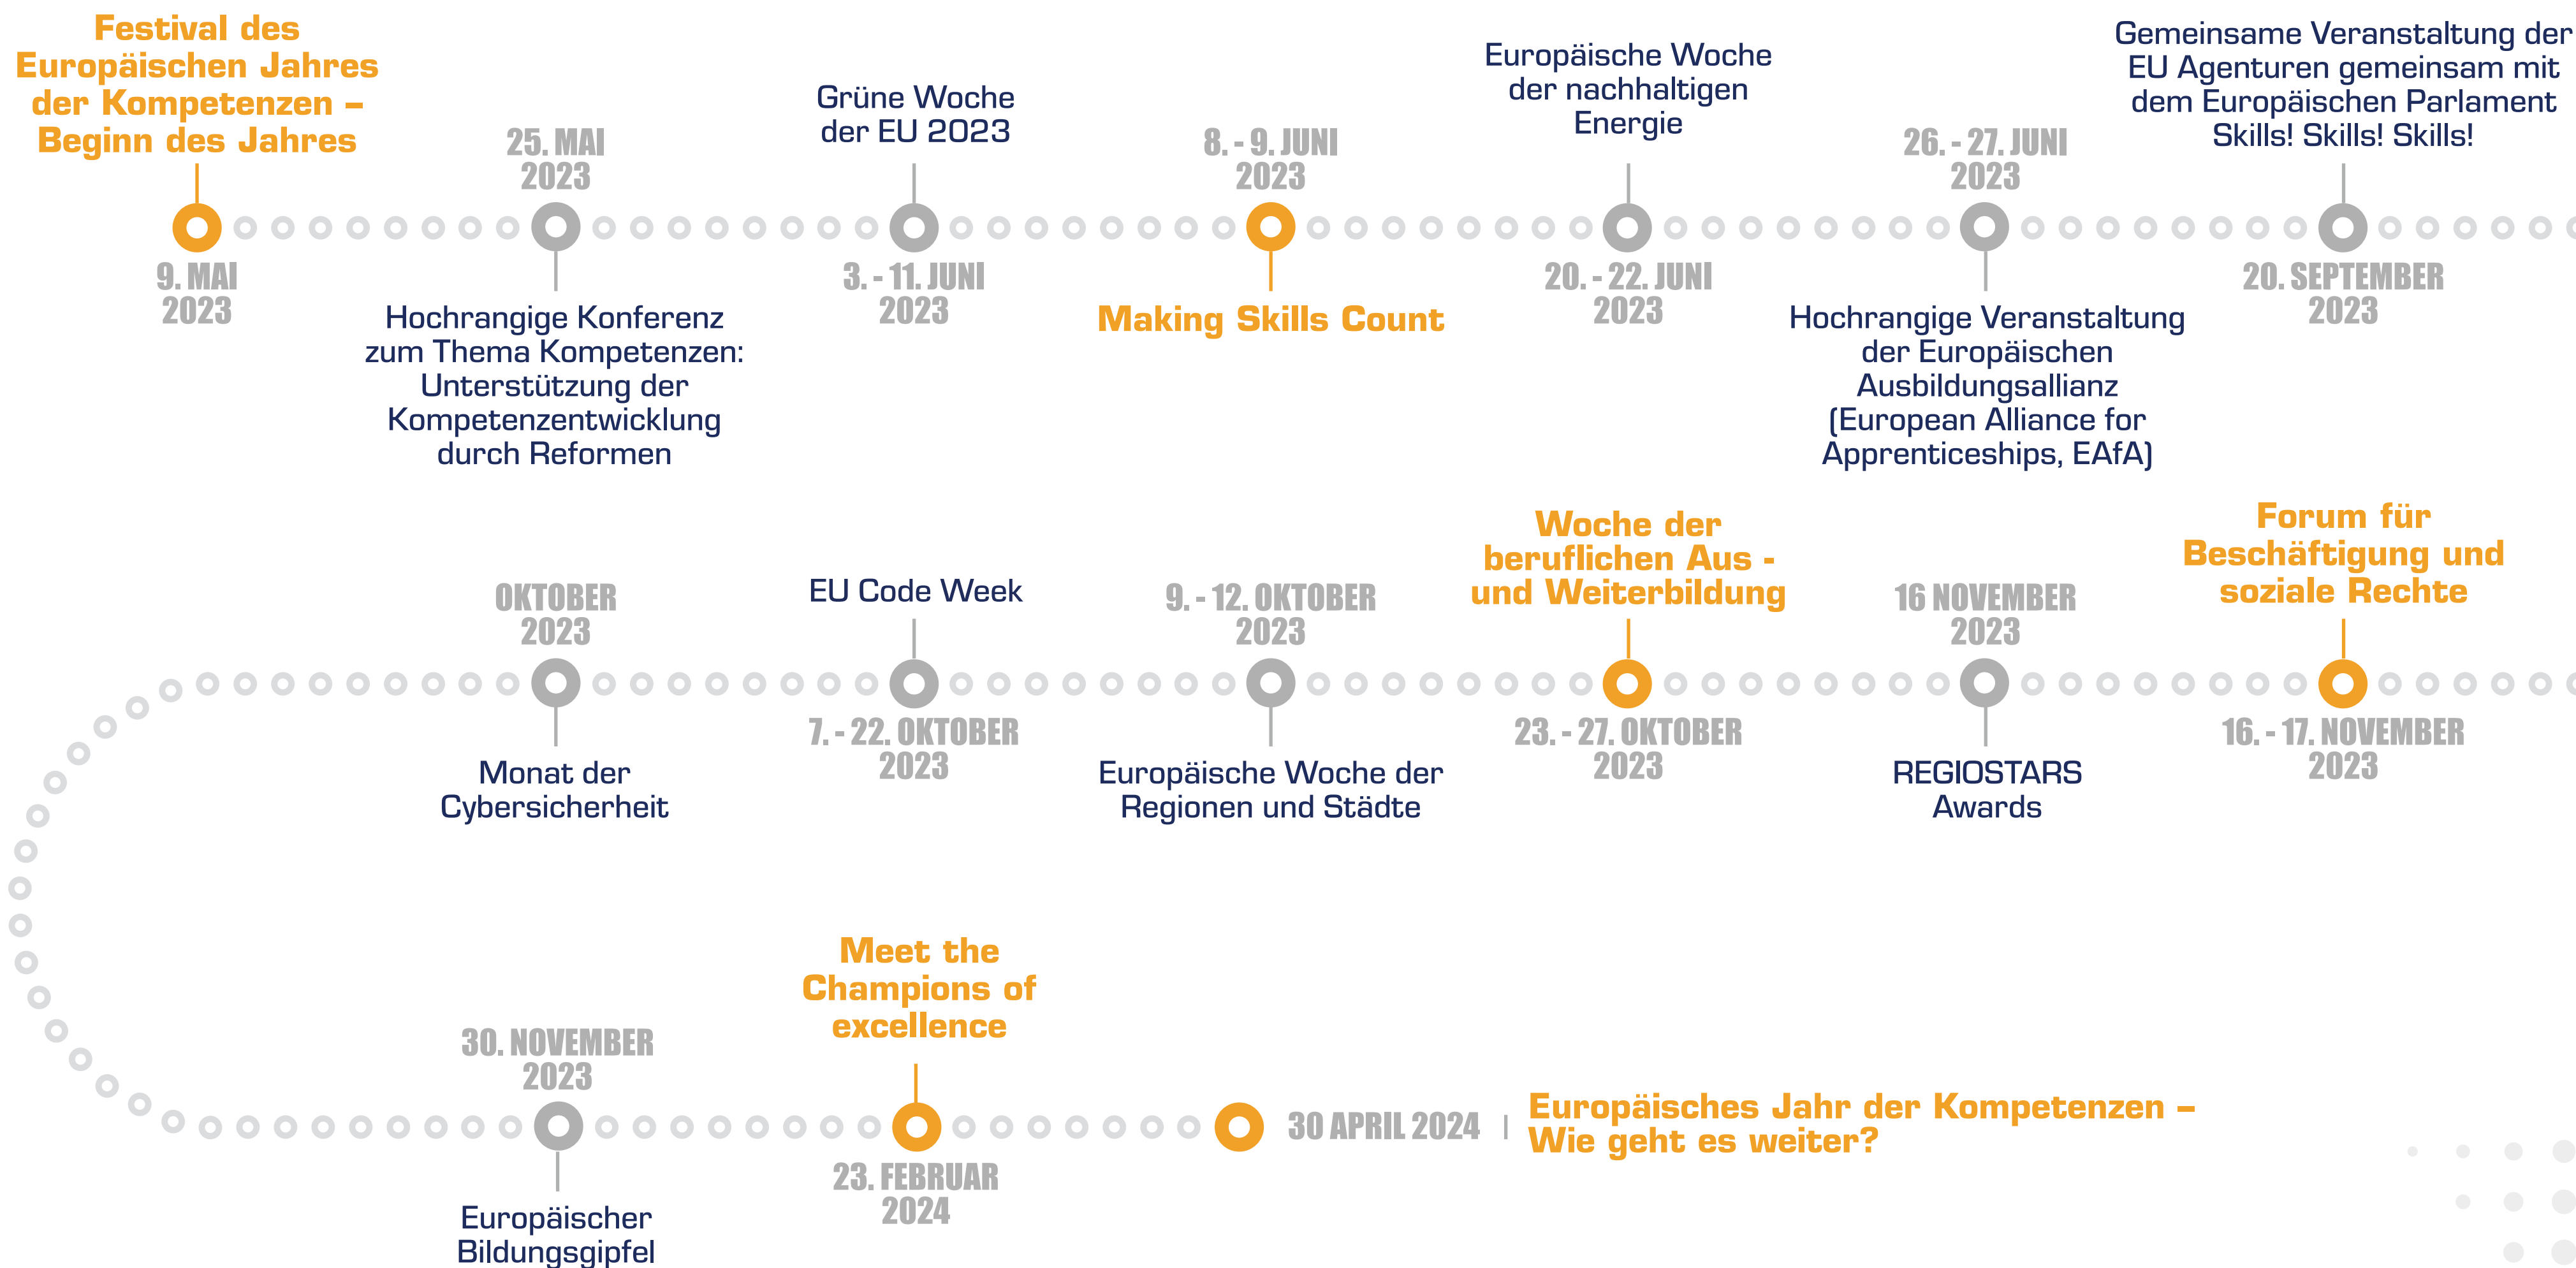 Festival des
Europäischen Jahres
der Kompetenzen –
Beginn des Jahres
9. MAI
2023
25. MAI
2023
Hochrangige Konferenz
zum Thema Kompetenzen:
Unterstützung der
Kompetenzentwicklung
durch Reformen
Grüne Woche
der EU 2023
3. - 11. JUNI
2023
8. - 9. JUNI
2023
Making Skills Count
Europäische Woche
der nachhaltigen
Energie
20. - 22. JUNI
2023
26. - 27. JUNI
2023
Hochrangige Veranstaltung
der Europäischen
Ausbildungsallianz
(European Alliance for
Apprenticeships, EAfA)
Gemeinsame Veranstaltung der
EU Agenturen gemeinsam mit
dem Europäischen Parlament
Skills! Skills! Skills!
20. SEPTEMBER
2023
OKTOBER
2023
Monat der
Cybersicherheit
EU Code Week
7. - 22. OKTOBER
2023
9. - 12. OKTOBER
2023
Europäische Woche der
Regionen und Städte
Woche der
beruflichen Aus -
und Weiterbildung
23. - 27. OKTOBER
2023
16 NOVEMBER
2023
REGIOSTARS
Awards
Forum für
Beschäftigung und
soziale Rechte
16. - 17. NOVEMBER
2023
30. NOVEMBER
2023
Europäischer
Bildungsgipfel
Meet the
Champions of
excellence
23. FEBRUAR
2024
30 APRIL 2024
Europäisches Jahr der Kompetenzen –
Wie geht es weiter?